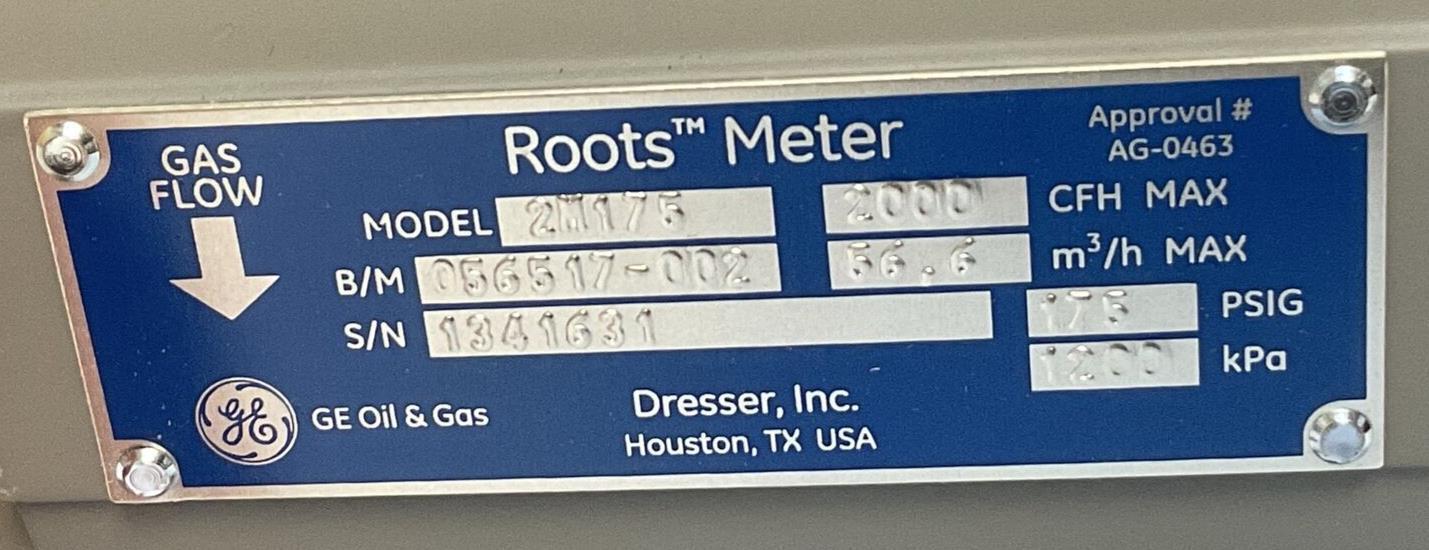 Roots™ Meter
Approval #
AG-0463
GAS
FLOW
MODEL 2M175 2000 CFH MAX
B/M 056517-002 56.6 m³/h MAX
S/N 1341631 175 PSIG
1200 kPa
GE GE Oil & Gas
Dresser, Inc.
Houston, TX USA